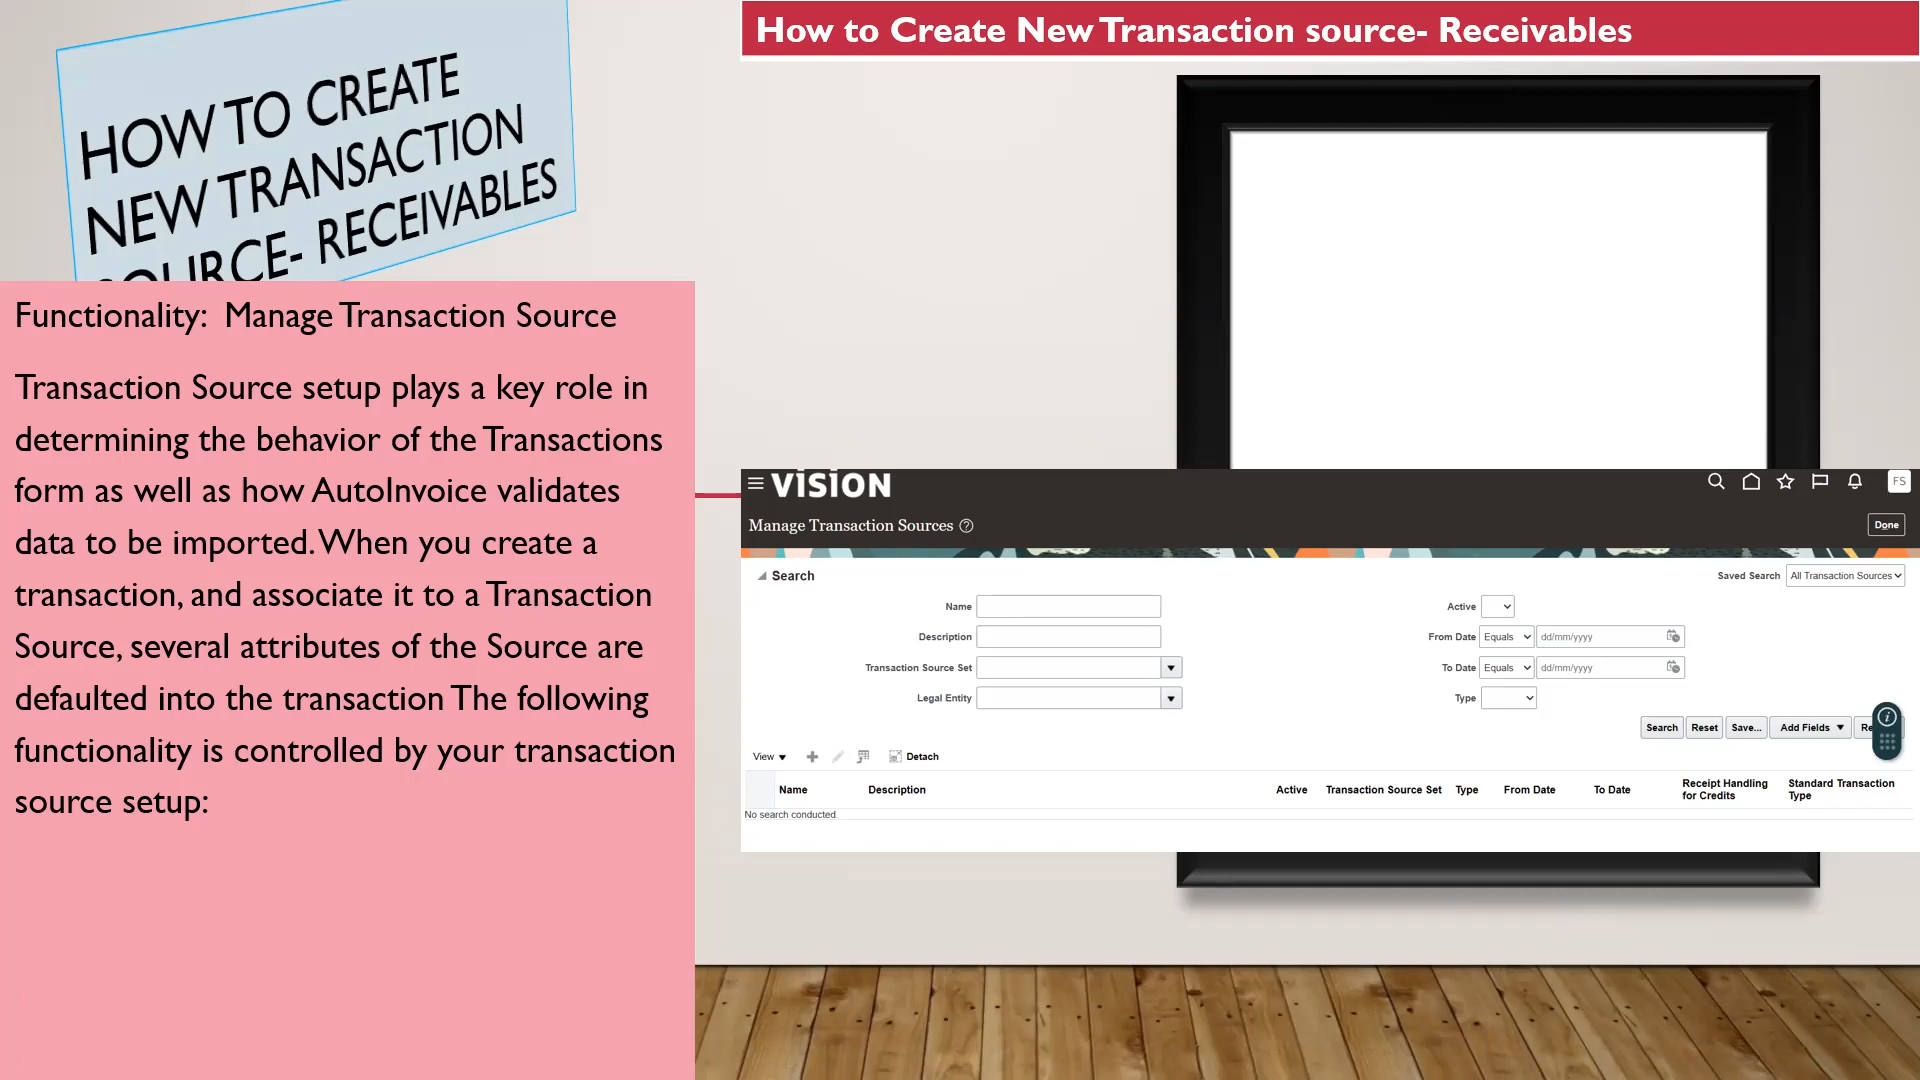 How to Create New Transaction source- Receivables
HOW TO CREATE
NEW TRANSACTION
SOURCE- RECEIVABLES
Functionality:  Manage Transaction Source
Transaction Source setup plays a key role in
determining the behavior of the Transactions
form as well as how AutoInvoice validates
data to be imported. When you create a
transaction, and associate it to a Transaction
Source, several attributes of the Source are
defaulted into the transaction The following
functionality is controlled by your transaction
source setup:
VISION
FS
Manage Transaction Sources
Done
Search
Saved Search All Transaction Sources
Name
Active
Description
From Date Equals dd/mm/yyyy
Transaction Source Set
To Date Equals dd/mm/yyyy
Legal Entity
Type
Search Reset Save... Add Fields Re
View Detach
Name Description Active Transaction Source Set Type From Date To Date Receipt Handling for Credits Standard Transaction Type
No search conducted.